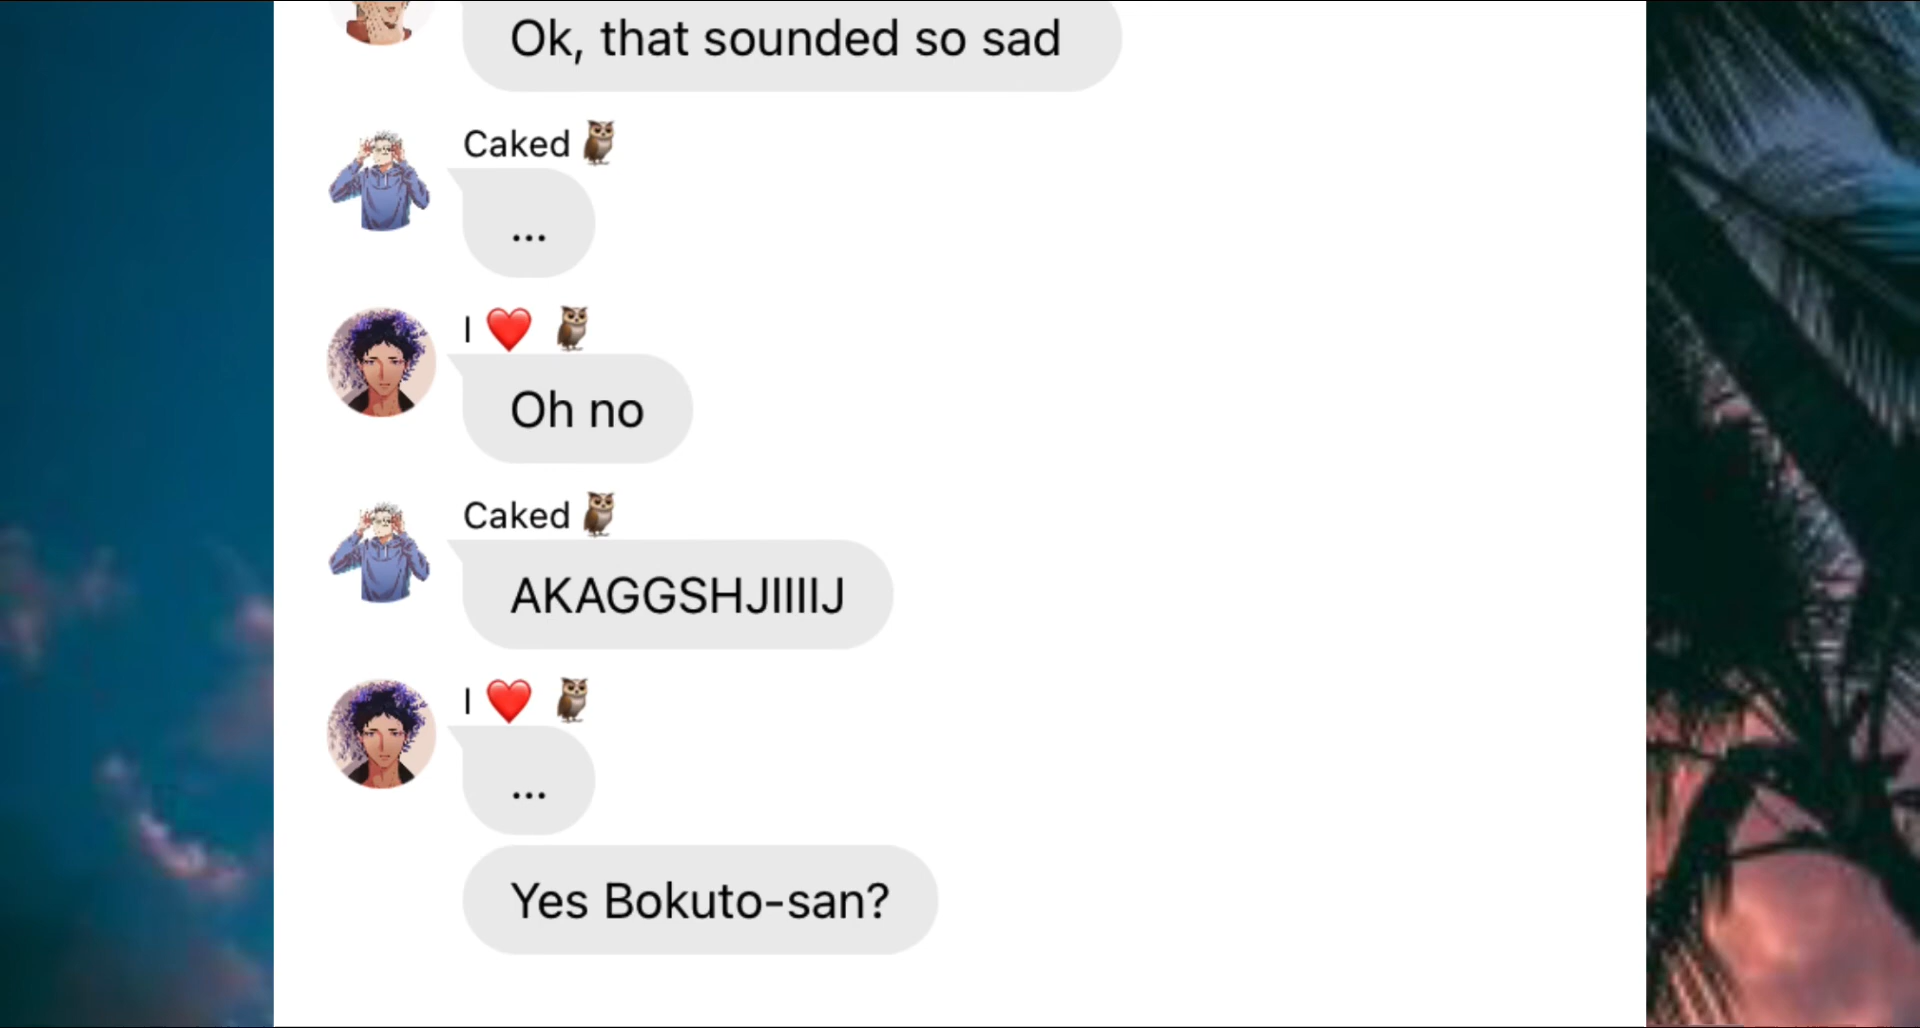 Ok, that sounded so sad
Caked 🦉
...
I ❤️ 🦉
Oh no
Caked 🦉
AKAGGSHJIIIIJ
I ❤️ 🦉
...
Yes Bokuto-san?